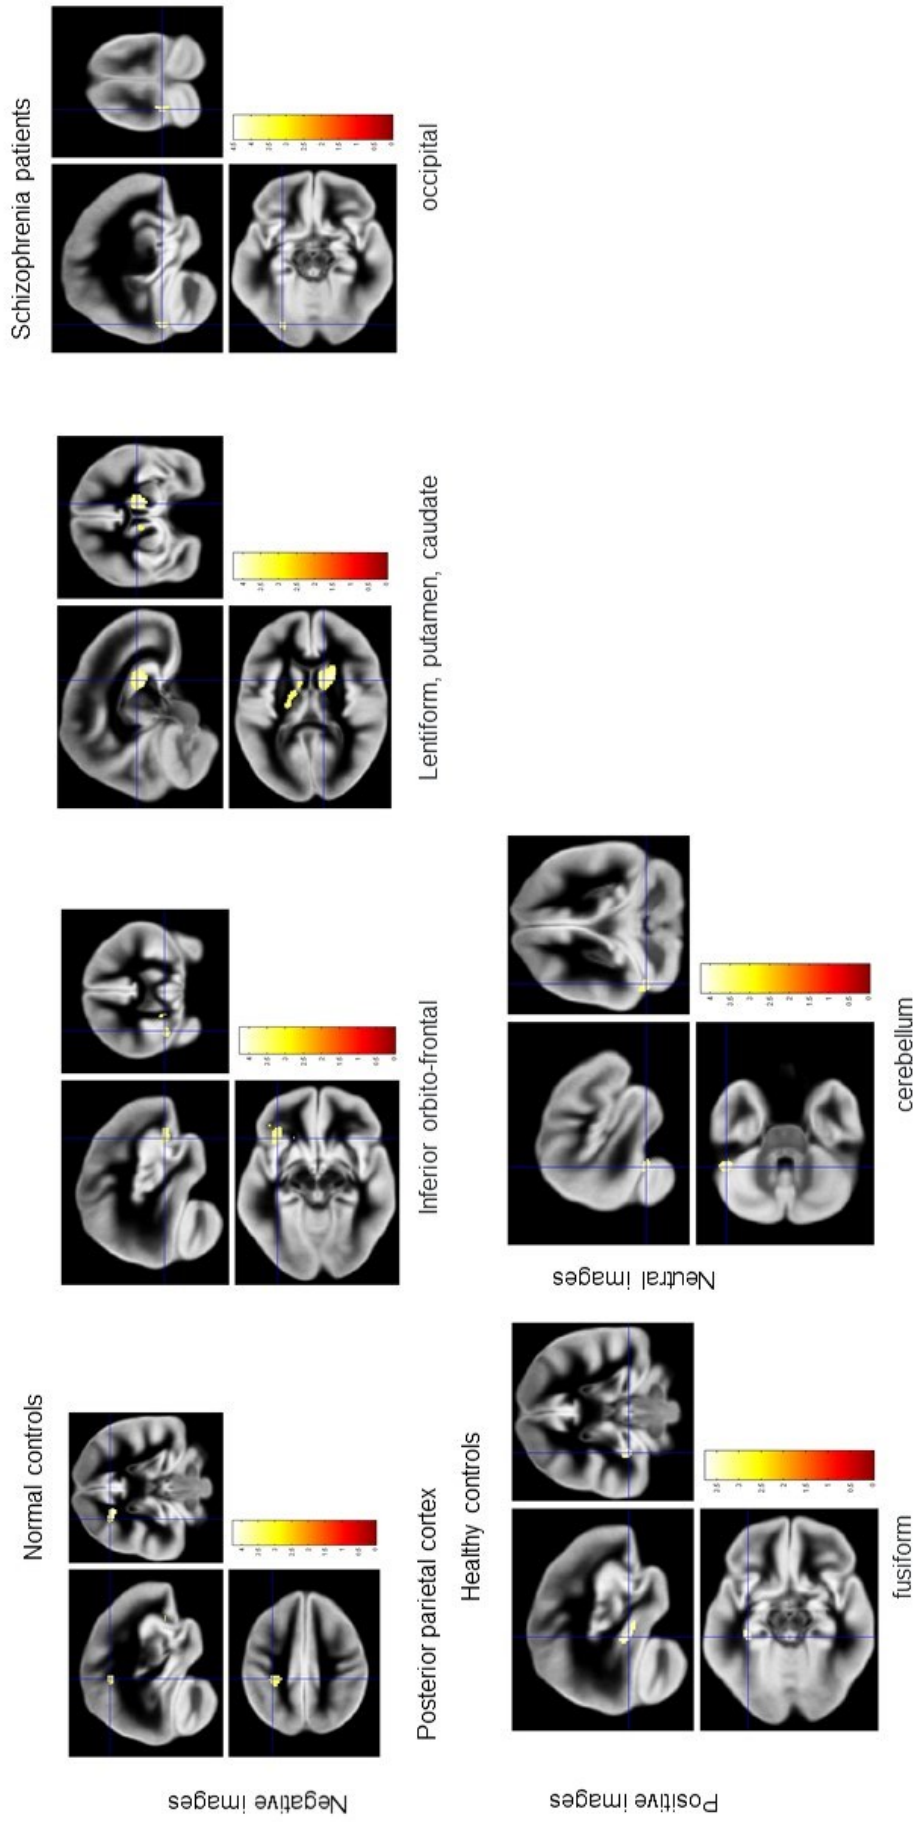 Normal controls
Schizophrenia patients
Negative images
Posterior parietal cortex
Inferior orbito-frontal
Lentiform, putamen, caudate
occipital
Healthy controls
Positive images
Neutral images
fusiform
cerebellum